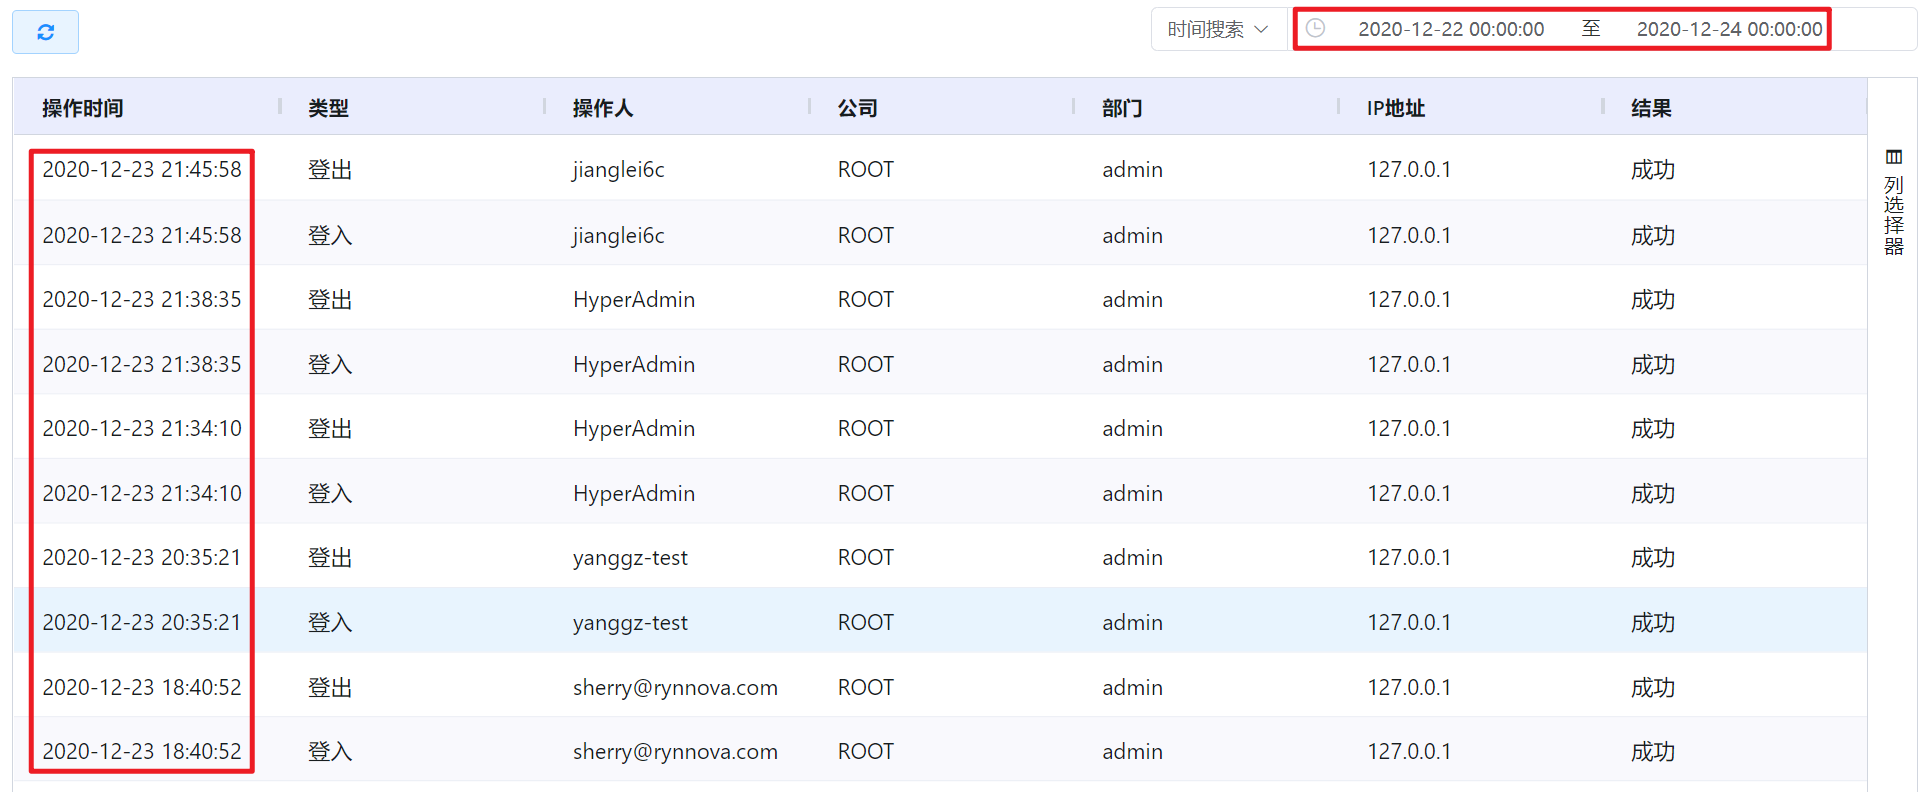 时间搜索 2020-12-22 00:00:00 至 2020-12-24 00:00:00
操作时间 类型 操作人 公司 部门 IP地址 结果
2020-12-23 21:45:58 登出 jianglei6c ROOT admin 127.0.0.1 成功
2020-12-23 21:45:58 登入 jianglei6c ROOT admin 127.0.0.1 成功
2020-12-23 21:38:35 登出 HyperAdmin ROOT admin 127.0.0.1 成功
2020-12-23 21:38:35 登入 HyperAdmin ROOT admin 127.0.0.1 成功
2020-12-23 21:34:10 登出 HyperAdmin ROOT admin 127.0.0.1 成功
2020-12-23 21:34:10 登入 HyperAdmin ROOT admin 127.0.0.1 成功
2020-12-23 20:35:21 登出 yanggz-test ROOT admin 127.0.0.1 成功
2020-12-23 20:35:21 登入 yanggz-test ROOT admin 127.0.0.1 成功
2020-12-23 18:40:52 登出 sherry@rynnova.com ROOT admin 127.0.0.1 成功
2020-12-23 18:40:52 登入 sherry@rynnova.com ROOT admin 127.0.0.1 成功
列选择器